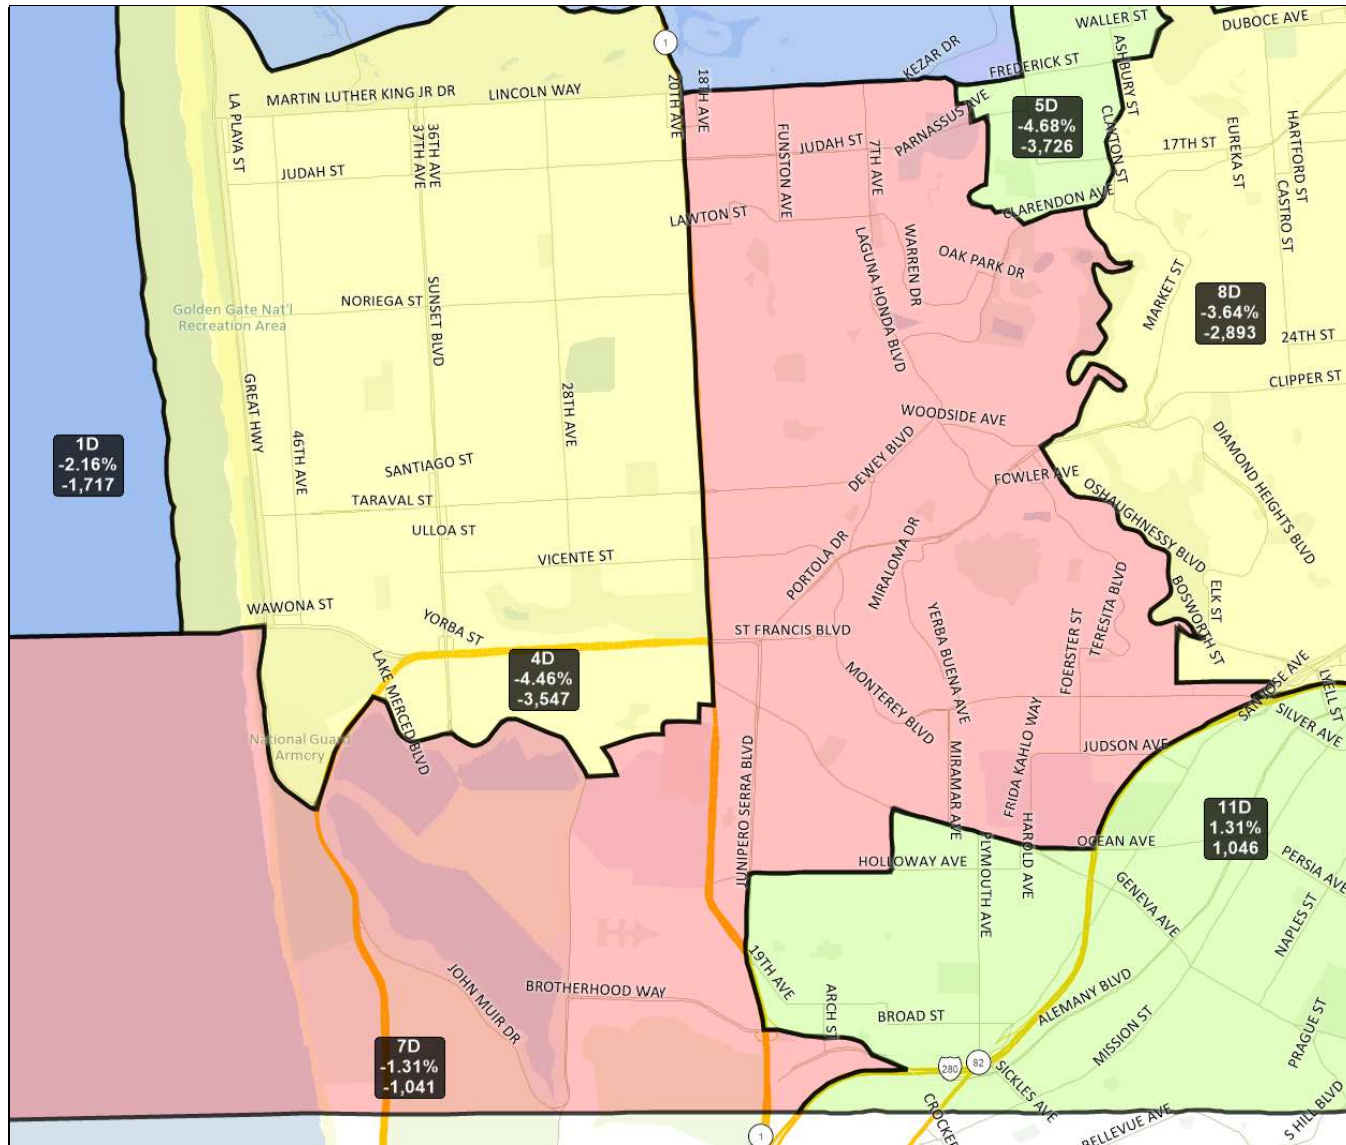 WALLER ST
DUBOCE AVE
1
KEZAR DR
FREDERICK ST
ASHBURY ST
20TH AVE
18TH AVE
LA PLAYA ST
MARTIN LUTHER KING JR DR
LINCOLN WAY
5D
-4.68%
-3,726
PARNASSUS AVE
37TH AVE
36TH AVE
FUNSTON AVE
JUDAH ST
7TH AVE
CLAYTON ST
17TH ST
EUREKA ST
HARTFORD ST
JUDAH ST
CASTRO ST
CLARENDON AVE
LAWTON ST
LAGUNA HONDA BLVD
WARREN DR
OAK PARK DR
MARKET ST
8D
-3.64%
-2,893
NORIEGA ST
SUNSET BLVD
Golden Gate Nat'l
Recreation Area
24TH ST
CLIPPER ST
GREAT HWY
28TH AVE
WOODSIDE AVE
1D
-2.16%
-1,717
46TH AVE
DEWEY BLVD
DIAMOND HEIGHTS BLVD
SANTIAGO ST
FOWLER AVE
TARAVAL ST
OSHAUGHNESSY BLVD
ULLOA ST
VICENTE ST
PORTOLA DR
MIRALOMA DR
TERESITA BLVD
BOSWORTH ST
ELK ST
WAWONA ST
YORBA ST
ST FRANCIS BLVD
YERBA BUENA AVE
FOERSTER ST
4D
-4.46%
-3,547
LAKE MERCED BLVD
MONTEREY BLVD
SAN JOSE AVE
LYELL ST
SILVER AVE
National Guard
Armory
JUNIPERO SERRA BLVD
MIRAMAR AVE
FRIDA KAHLO WAY
JUDSON AVE
11D
1.31%
1,046
HAROLD AVE
OCEAN AVE
HOLLOWAY AVE
PLYMOUTH AVE
GENEVA AVE
PERSIA AVE
NAPLES ST
19TH AVE
JOHN MUIR DR
BROTHERHOOD WAY
ARCH ST
BROAD ST
ALEMANY BLVD
MISSION ST
PRAGUE ST
7D
-1.31%
-1,041
280
82
SICKLES AVE
CROCKER
BELLEVUE AVE
S HILL BLVD
1